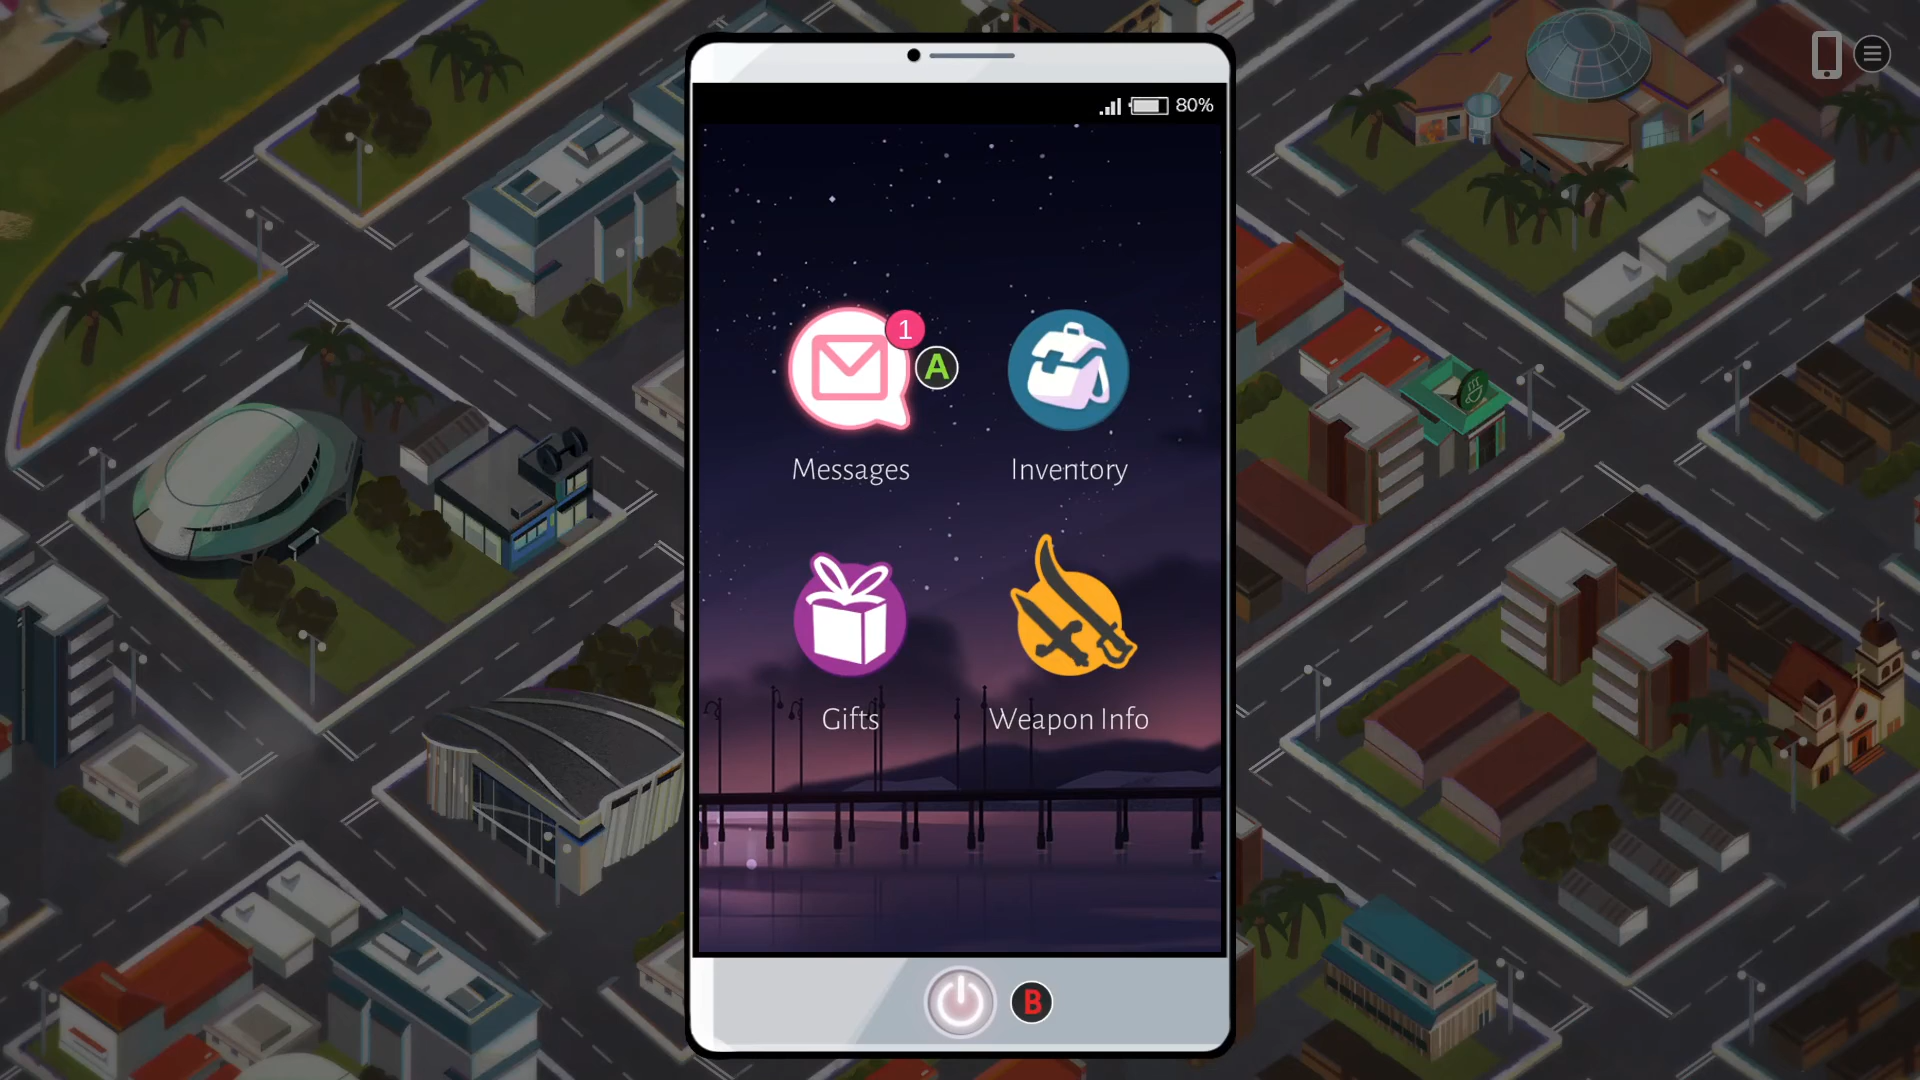 80%
1
A
Messages
Inventory
Gifts
Weapon Info
B